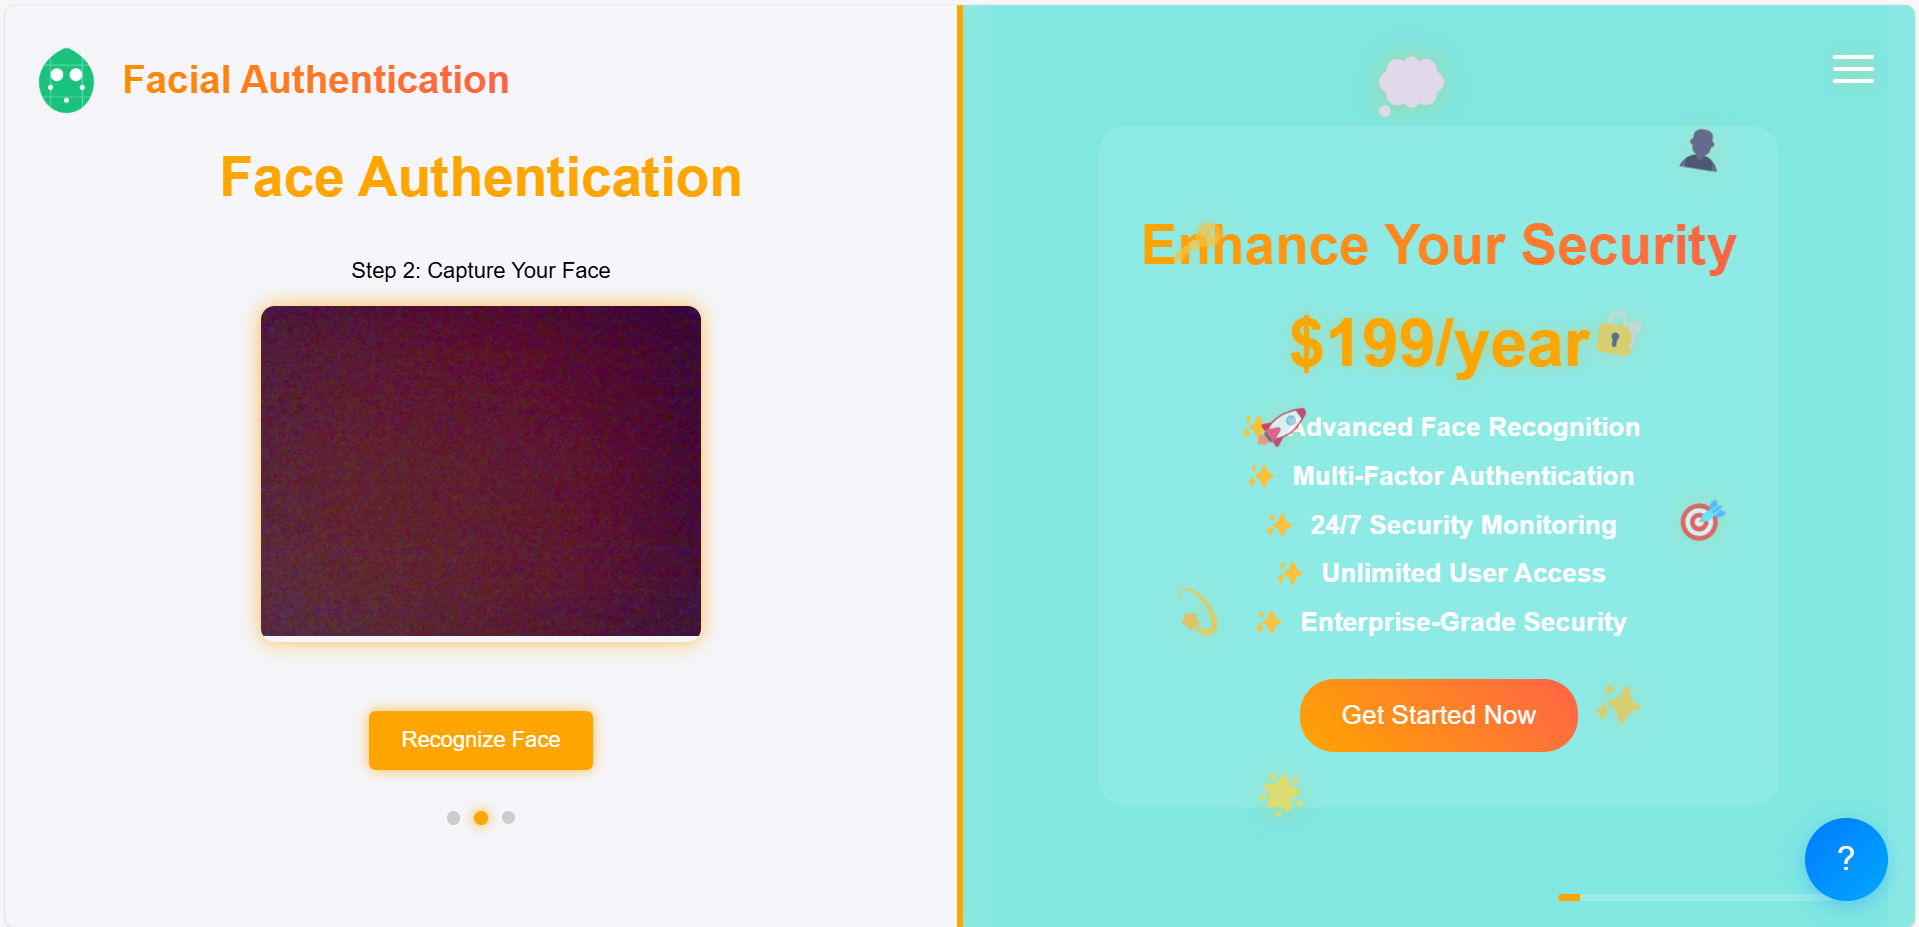 Facial Authentication
Face Authentication
Step 2: Capture Your Face
Recognize Face
Enhance Your Security
$199/year
Advanced Face Recognition
Multi-Factor Authentication
24/7 Security Monitoring
Unlimited User Access
Enterprise-Grade Security
Get Started Now
?